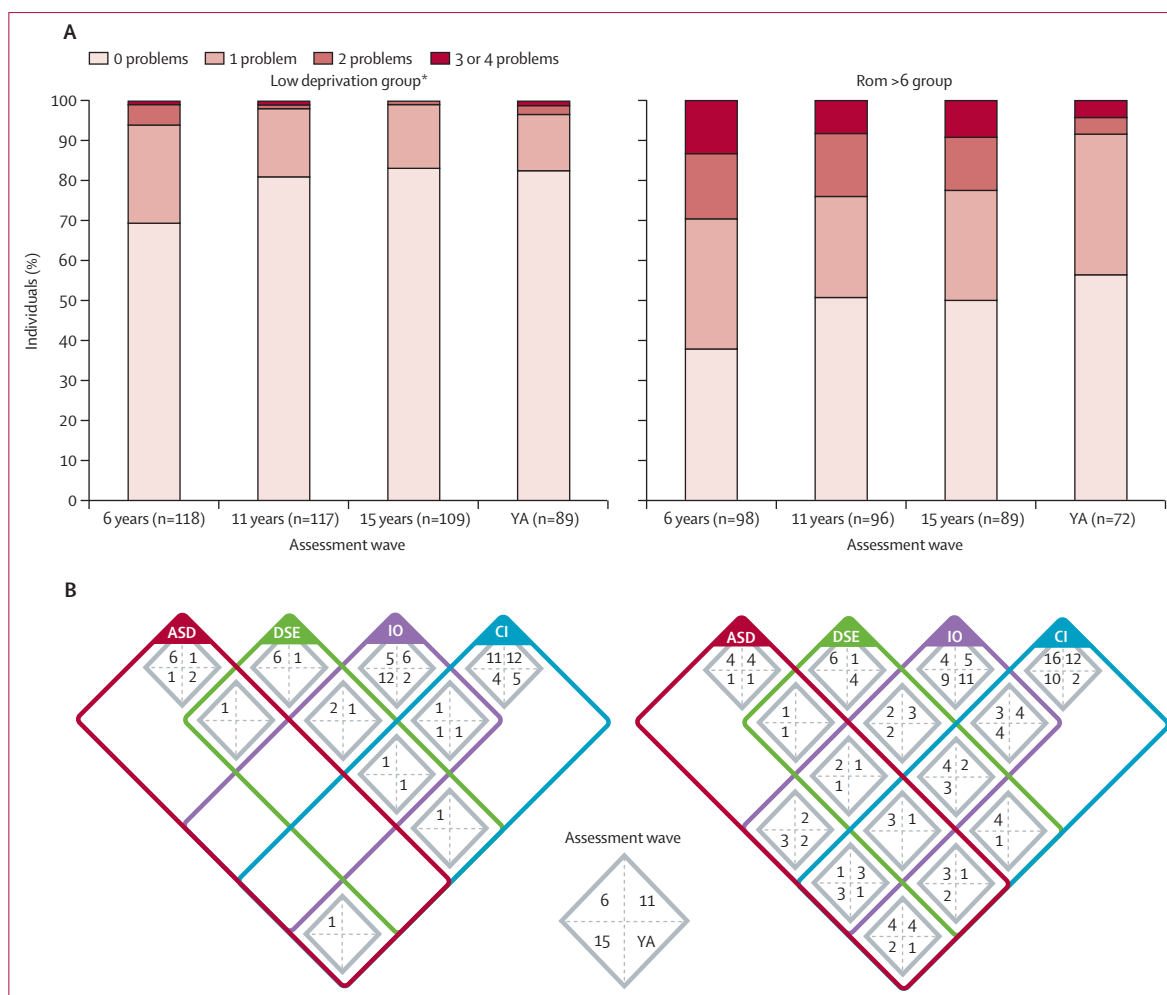 A
0 problems 1 problem 2 problems 3 or 4 problems
Low deprivation group*
Rom >6 group
Individuals (%)
100
90
80
70
60
50
40
30
20
10
0
6 years (n=118) 11 years (n=117) 15 years (n=109) YA (n=89)
Assessment wave
6 years (n=98) 11 years (n=96) 15 years (n=89) YA (n=72)
Assessment wave
B
ASD DSE IO CI
6 1 6 1 5 6 11 12
1 2 12 2 4 5
1 2 1 1
1 1
1
1
1
1
Assessment wave
6 11
15 YA
ASD DSE IO CI
4 4 6 1 4 5 16 12
1 1 4 9 11 10 2
1 2 3 3 4
1 2 4
2 1 4 2
1 3
2 3 1 4
3 2 1
1 3 3 1
3 1 2
4 4
2 1